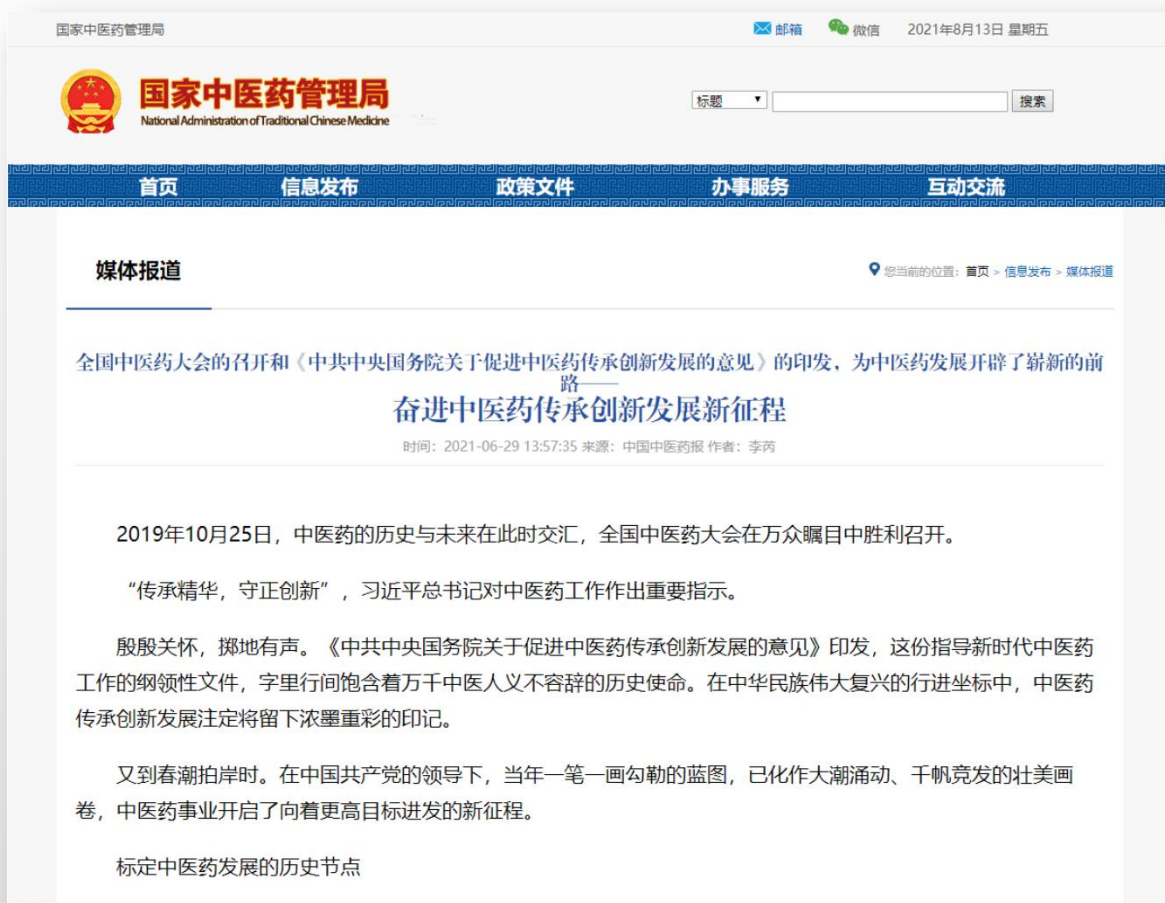 国家中医药管理局
邮箱 微信 2021年8月13日 星期五
国家中医药管理局
National Administration of Traditional Chinese Medicine
标题 搜索
首页 信息发布 政策文件 办事服务 互动交流
媒体报道
您当前的位置：首页 > 信息发布 > 媒体报道
全国中医药大会的召开和《中共中央国务院关于促进中医药传承创新发展的意见》的印发，为中医药发展开辟了崭新的前
路——
奋进中医药传承创新发展新征程
时间：2021-06-29 13:57:35 来源：中国中医药报 作者：李芮
2019年10月25日，中医药的历史与未来在此时交汇，全国中医药大会在万众瞩目中胜利召开。
“传承精华，守正创新”，习近平总书记对中医药工作作出重要指示。
殷殷关怀，掷地有声。《中共中央国务院关于促进中医药传承创新发展的意见》印发，这份指导新时代中医药
工作的纲领性文件，字里行间饱含着万千中医人义不容辞的历史使命。在中华民族伟大复兴的行进坐标中，中医药
传承创新发展注定将留下浓墨重彩的印记。
又到春潮拍岸时。在中国共产党的领导下，当年一笔一画勾勒的蓝图，已化作大潮涌动、千帆竞发的壮美画
卷，中医药事业开启了向着更高目标进发的新征程。
标定中医药发展的历史节点